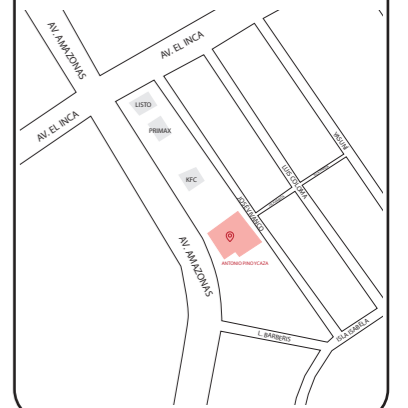 AV. AMAZONAS
AV. EL INCA
AV. EL INCA
LISTO
PRIMAX
KFC
YASUNÍ
LUIS COLOMA
ANTONIO PINO YCAZA
AV. AMAZONAS
L. BARBERIS
ISLA ISABELA